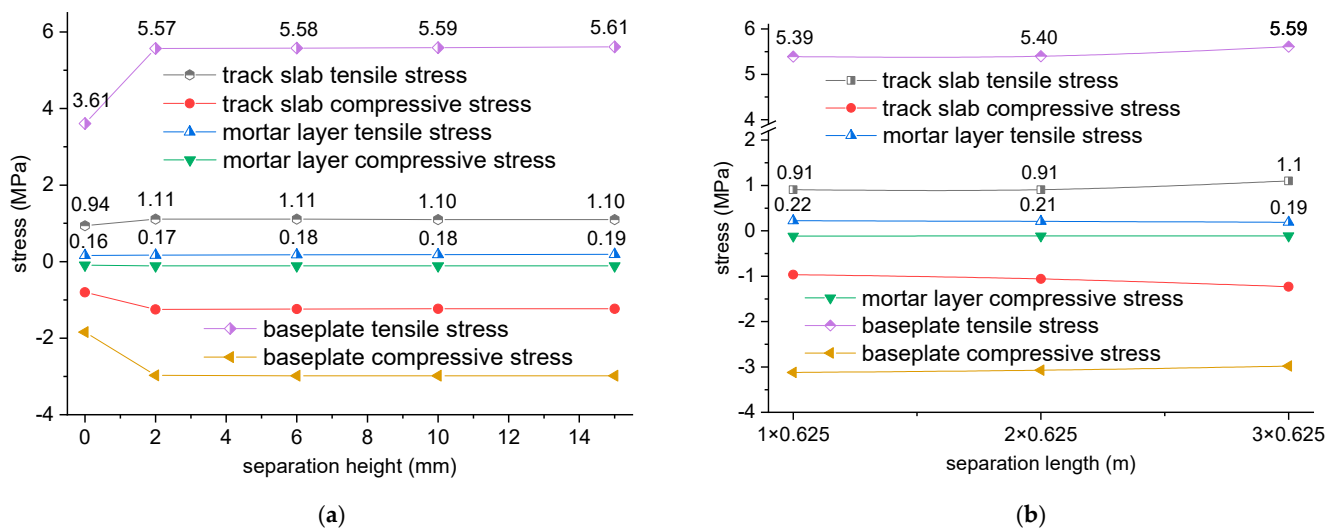 6
4
2
0
-2
-4
stress (MPa)
3.61
5.57
5.58
5.59
5.61
track slab tensile stress
track slab compressive stress
mortar layer tensile stress
mortar layer compressive stress
0.94
1.11
1.11
1.10
1.10
0.16
0.17
0.18
0.18
0.19
baseplate tensile stress
baseplate compressive stress
0
2
4
6
8
10
12
14
separation height (mm)
(a)
6
5
4
2
1
0
-1
-2
-3
-4
stress (MPa)
5.39
5.40
5.59
track slab tensile stress
track slab compressive stress
mortar layer tensile stress
0.91
0.91
1.1
0.22
0.21
0.19
mortar layer compressive stress
baseplate tensile stress
baseplate compressive stress
1×0.625
2×0.625
3×0.625
separation length (m)
(b)